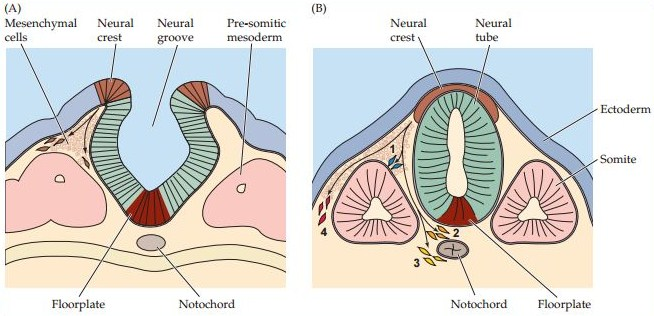 (A)
Mesenchymal
cells
Neural
crest
Neural
groove
Pre-somitic
mesoderm
Floorplate
Notochord
(B)
Neural
crest
Neural
tube
Ectoderm
Somite
1
2
3
4
Notochord
Floorplate